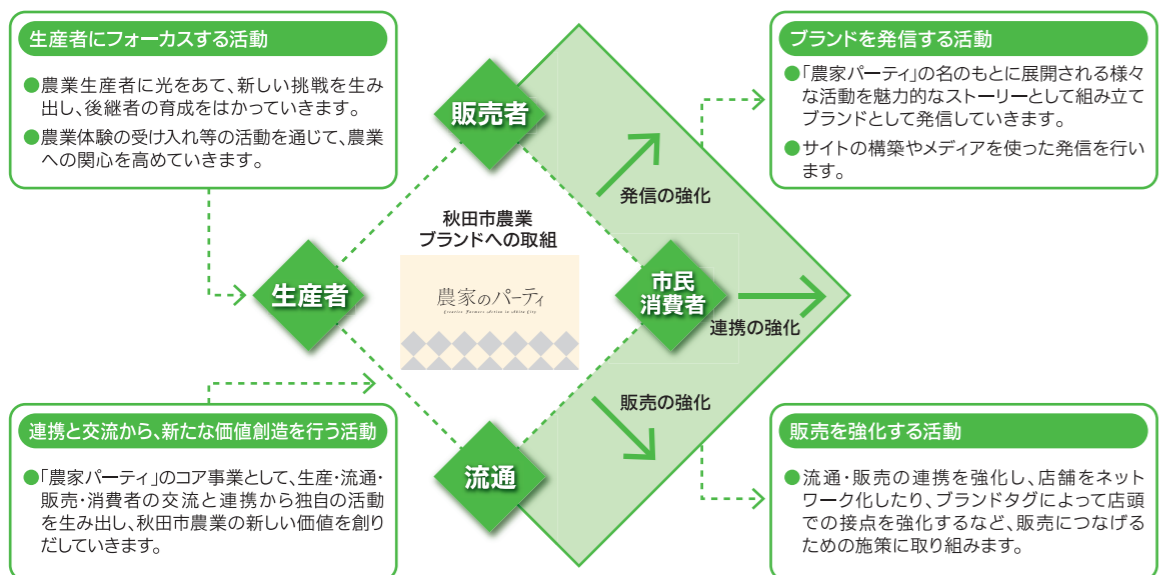 生産者にフォーカスする活動
●農業生産者に光をあて、新しい挑戦を生み
出し、後継者の育成をはかっていきます。
●農業体験の受け入れ等の活動を通じて、農業
への関心を高めていきます。
ブランドを発信する活動
●「農家パーティ」の名のもとに展開される様々
な活動を魅力的なストーリーとして組み立て
ブランドとして発信していきます。
●サイトの構築やメディアを使った発信を行い
ます。
販売者
発信の強化
秋田市農業
ブランドへの取組
農家のパーティ
Creative Farmers Action in Akita City
生産者
市民
消費者
連携の強化
販売の強化
流通
連携と交流から、新たな価値創造を行う活動
●「農家パーティ」のコア事業として、生産・流通・
販売・消費者の交流と連携から独自の活動
を生み出し、秋田市農業の新しい価値を創り
だしていきます。
販売を強化する活動
●流通・販売の連携を強化し、店舗をネット
ワーク化したり、ブランドタグによって店頭
での接点を強化するなど、販売につなげる
ための施策に取り組みます。